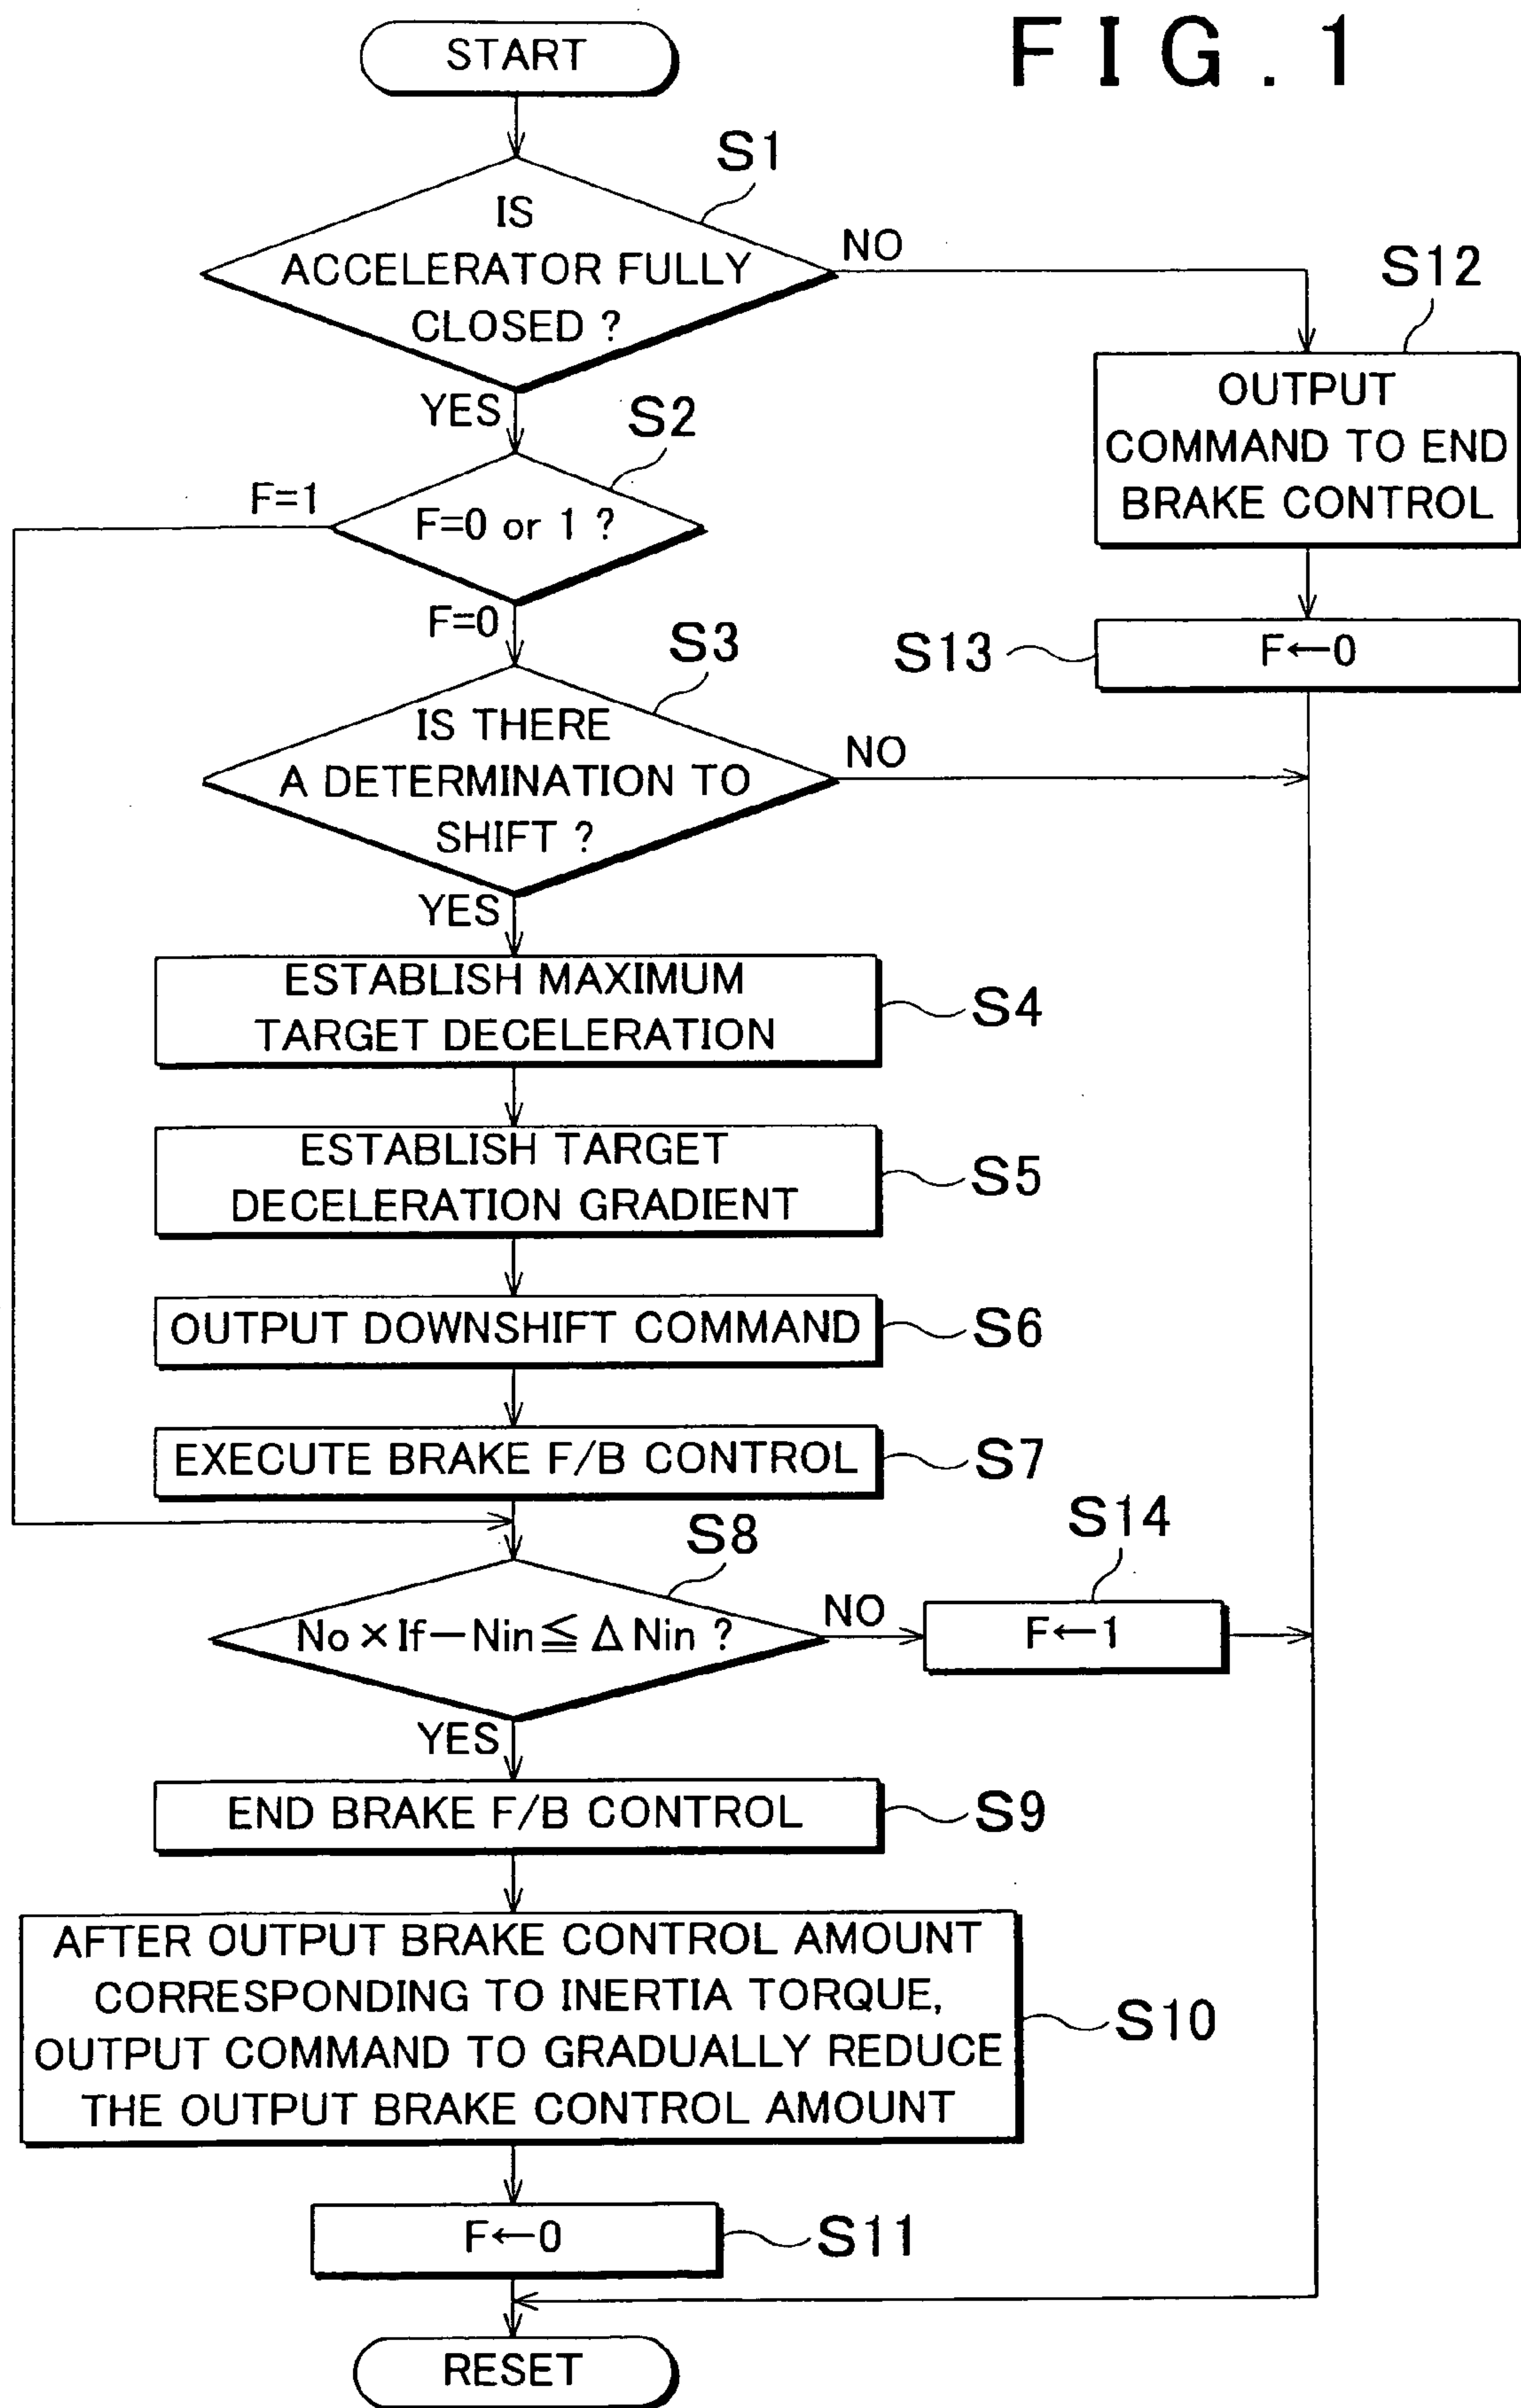 FIG. 1
START
S1
IS
ACCELERATOR FULLY
CLOSED ?
NO
YES
S12
OUTPUT
COMMAND TO END
BRAKE CONTROL
S2
F=1
F=0 or 1 ?
F=0
S13
F←0
S3
IS THERE
A DETERMINATION TO
SHIFT ?
NO
YES
ESTABLISH MAXIMUM
TARGET DECELERATION
S4
ESTABLISH TARGET
DECELERATION GRADIENT
S5
OUTPUT DOWNSHIFT COMMAND
S6
EXECUTE BRAKE F/B CONTROL
S7
S8
No×If−Nin≦ΔNin ?
NO
S14
F←1
YES
END BRAKE F/B CONTROL
S9
AFTER OUTPUT BRAKE CONTROL AMOUNT
CORRESPONDING TO INERTIA TORQUE,
OUTPUT COMMAND TO GRADUALLY REDUCE
THE OUTPUT BRAKE CONTROL AMOUNT
S10
F←0
S11
RESET